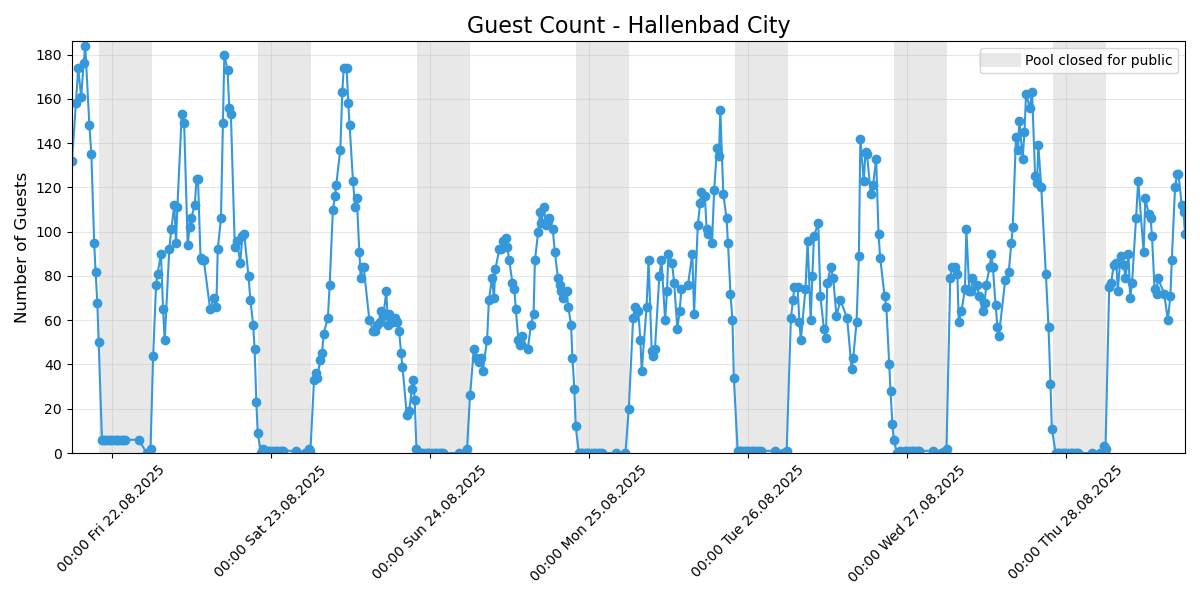 Guest Count - Hallenbad City
Pool closed for public
Number of Guests
180
160
140
120
100
80
60
40
20
0
00:00 Fri 22.08.2025
00:00 Sat 23.08.2025
00:00 Sun 24.08.2025
00:00 Mon 25.08.2025
00:00 Tue 26.08.2025
00:00 Wed 27.08.2025
00:00 Thu 28.08.2025